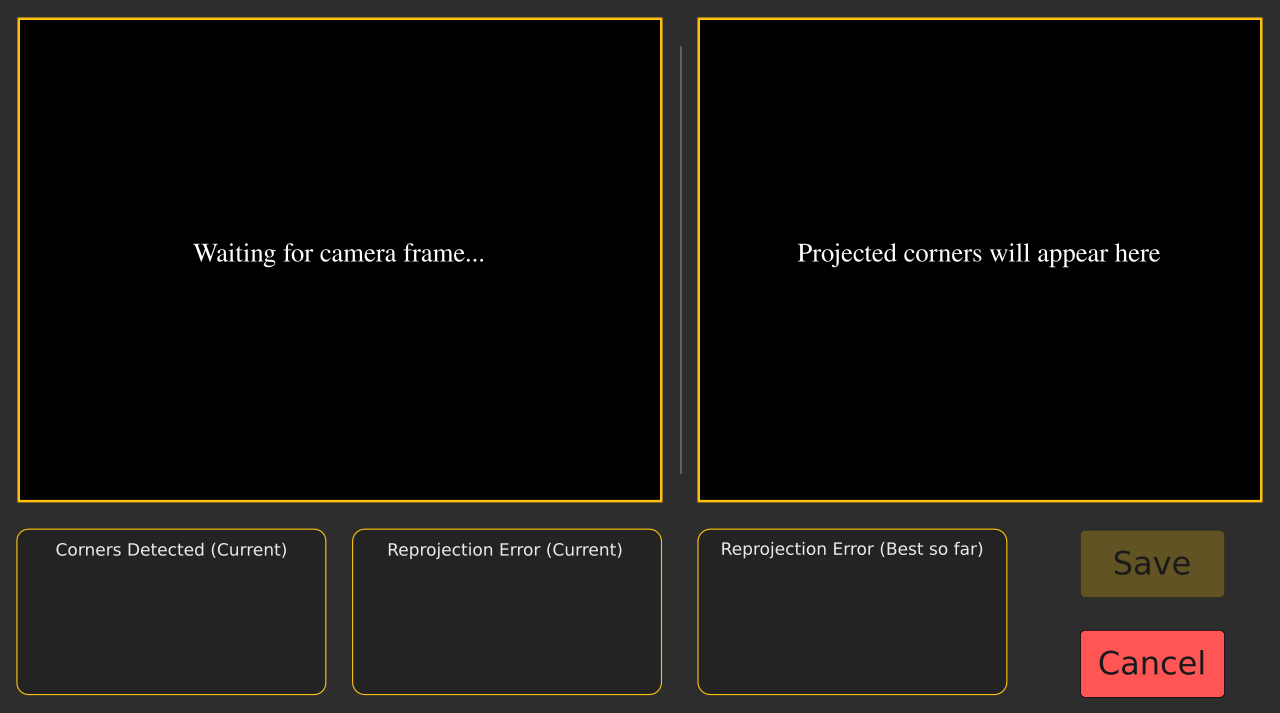 Waiting for camera frame...
Projected corners will appear here
Corners Detected (Current)
Reprojection Error (Current)
Reprojection Error (Best so far)
Save
Cancel